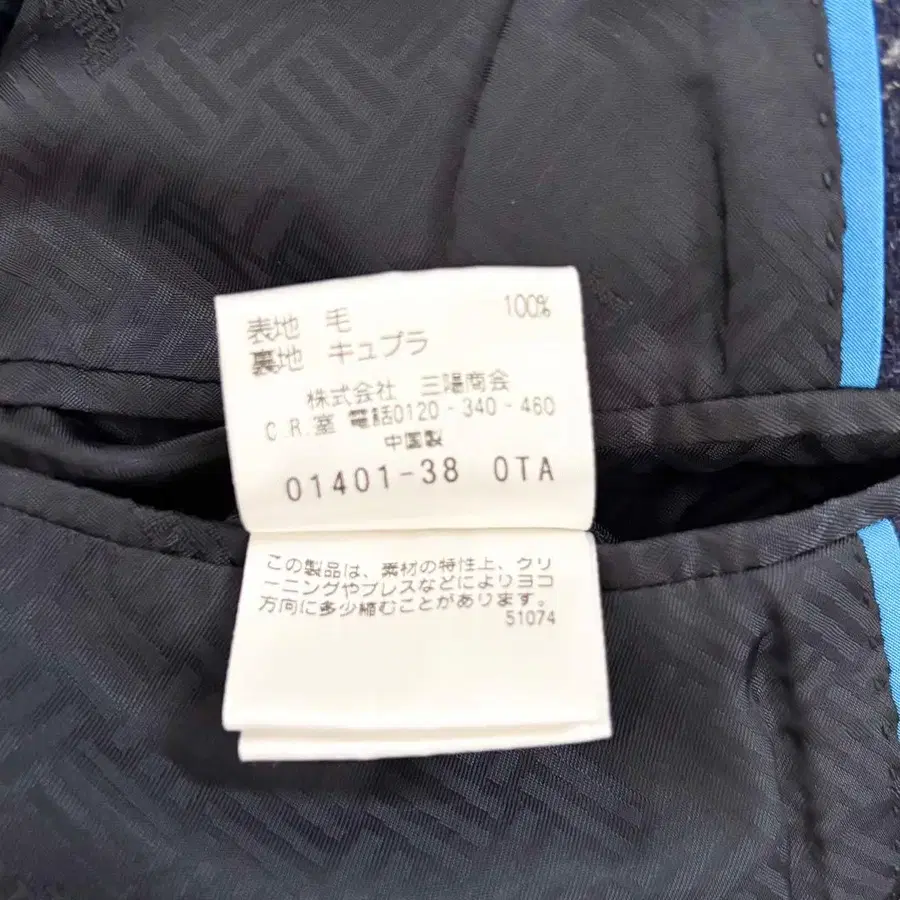 表地 毛 100%
裏地 キュプラ
株式会社 三陽商会
C.R.室 電話0120-340-460
中国製
01401-38 OTA
この製品は、素材の特性上、クリ
ーニングやプレスなどによりヨコ
方向に多少縮むことがあります。
51074